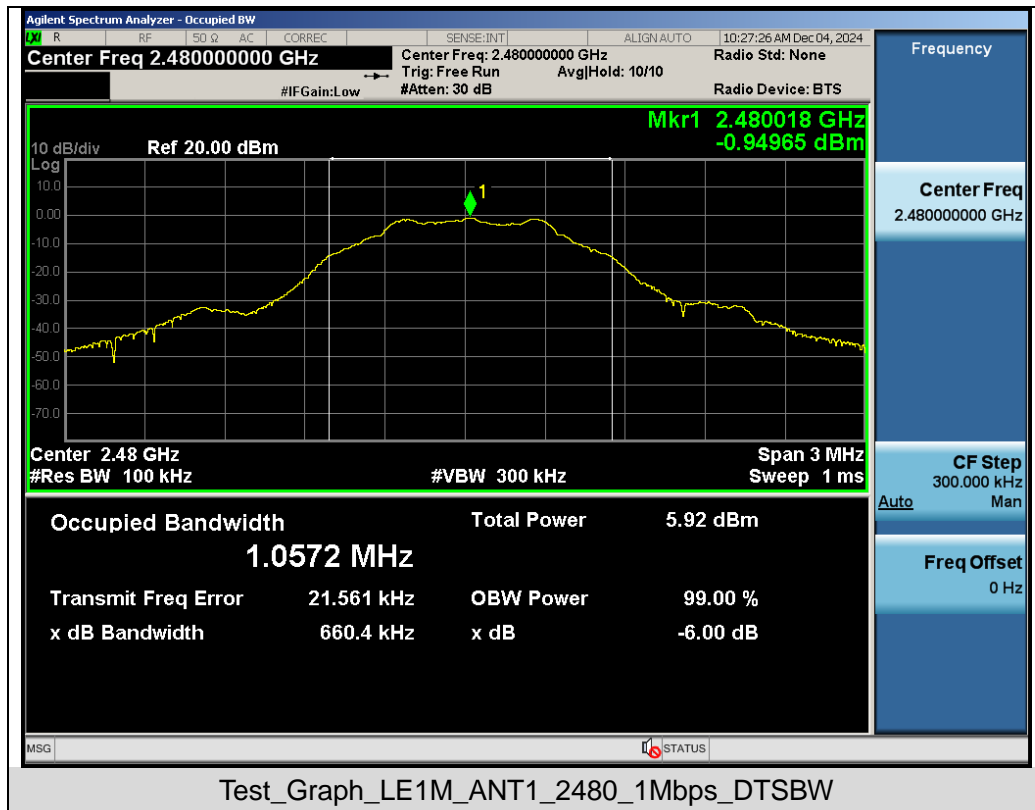 Agilent Spectrum Analyzer - Occupied BW
LXI R RF 50 Ω AC CORREC SENSE:INT ALIGN AUTO 10:27:26 AM Dec 04, 2024
Center Freq 2.480000000 GHz
Center Freq: 2.480000000 GHz Radio Std: None
Trig: Free Run Avg|Hold: 10/10
#IFGain:Low #Atten: 30 dB Radio Device: BTS
Frequency
Mkr1 2.480018 GHz
-0.94965 dBm
10 dB/div Ref 20.00 dBm
Log
10.0
0.00
-10.0
-20.0
-30.0
-40.0
-50.0
-60.0
-70.0
1
Center 2.48 GHz Span 3 MHz
#Res BW 100 kHz #VBW 300 kHz Sweep 1 ms
Center Freq
2.480000000 GHz
CF Step
300.000 kHz
Auto Man
Freq Offset
0 Hz
Occupied Bandwidth Total Power 5.92 dBm
1.0572 MHz
Transmit Freq Error 21.561 kHz OBW Power 99.00 %
x dB Bandwidth 660.4 kHz x dB -6.00 dB
MSG STATUS
Test_Graph_LE1M_ANT1_2480_1Mbps_DTSBW